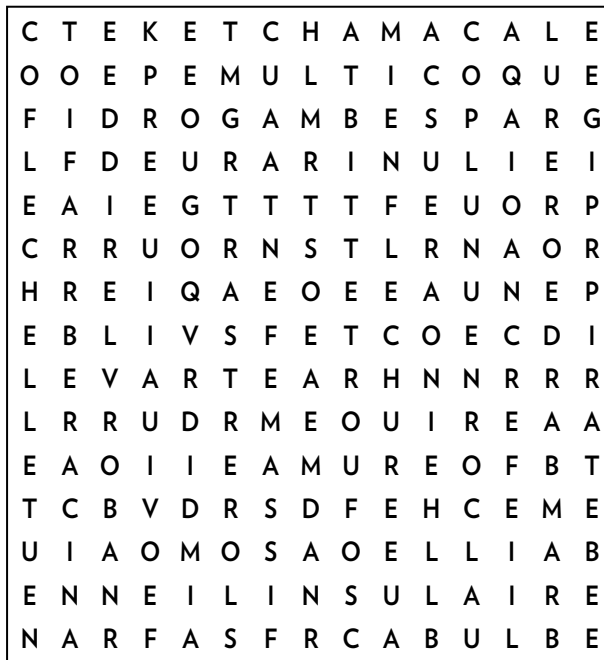 C T E K E T C H A M A C A L E
O O E P E M U L T I C O Q U E
F I D R O G A M B E S P A R G
L F D E U R A R I N U L I E I
E A I E G T T T T F E U O R P
C R R U O R N S T L R N A O R
H R E I Q A E O E E A U N E P
E B L I V S F E T C O E C D I
L E V A R T E A R H N N R R R
L R R U D R M E O U I R E A A
E A O I I E A M U R E O F B T
T C B V D R S D F E H C E M E
U I A O M O S A O E L L I A B
E N N E I L I N S U L A I R E
N A R F A S F R C A B U L B E